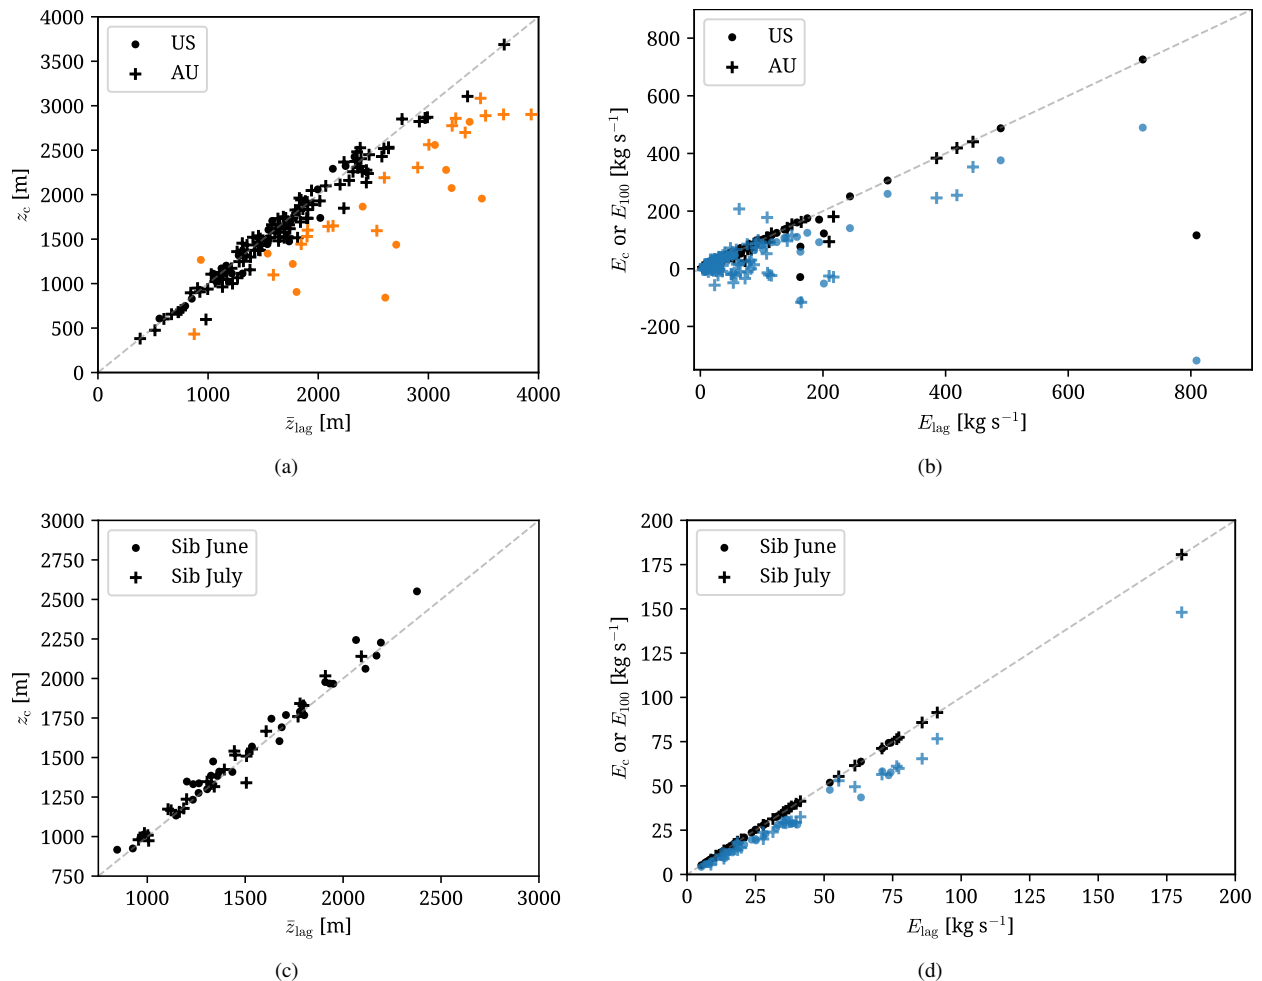 4000
3500
3000
2500
2000
1500
1000
500
0
z_c [m]
US
AU
0 1000 2000 3000 4000
z̄_lag [m]
(a)
800
600
400
200
0
-200
E_c or E_100 [kg s⁻¹]
US
AU
0 200 400 600 800
E_lag [kg s⁻¹]
(b)
3000
2750
2500
2250
2000
1750
1500
1250
1000
750
z_c [m]
Sib June
Sib July
1000 1500 2000 2500 3000
z̄_lag [m]
(c)
200
175
150
125
100
75
50
25
0
E_c or E_100 [kg s⁻¹]
Sib June
Sib July
0 25 50 75 100 125 150 175 200
E_lag [kg s⁻¹]
(d)